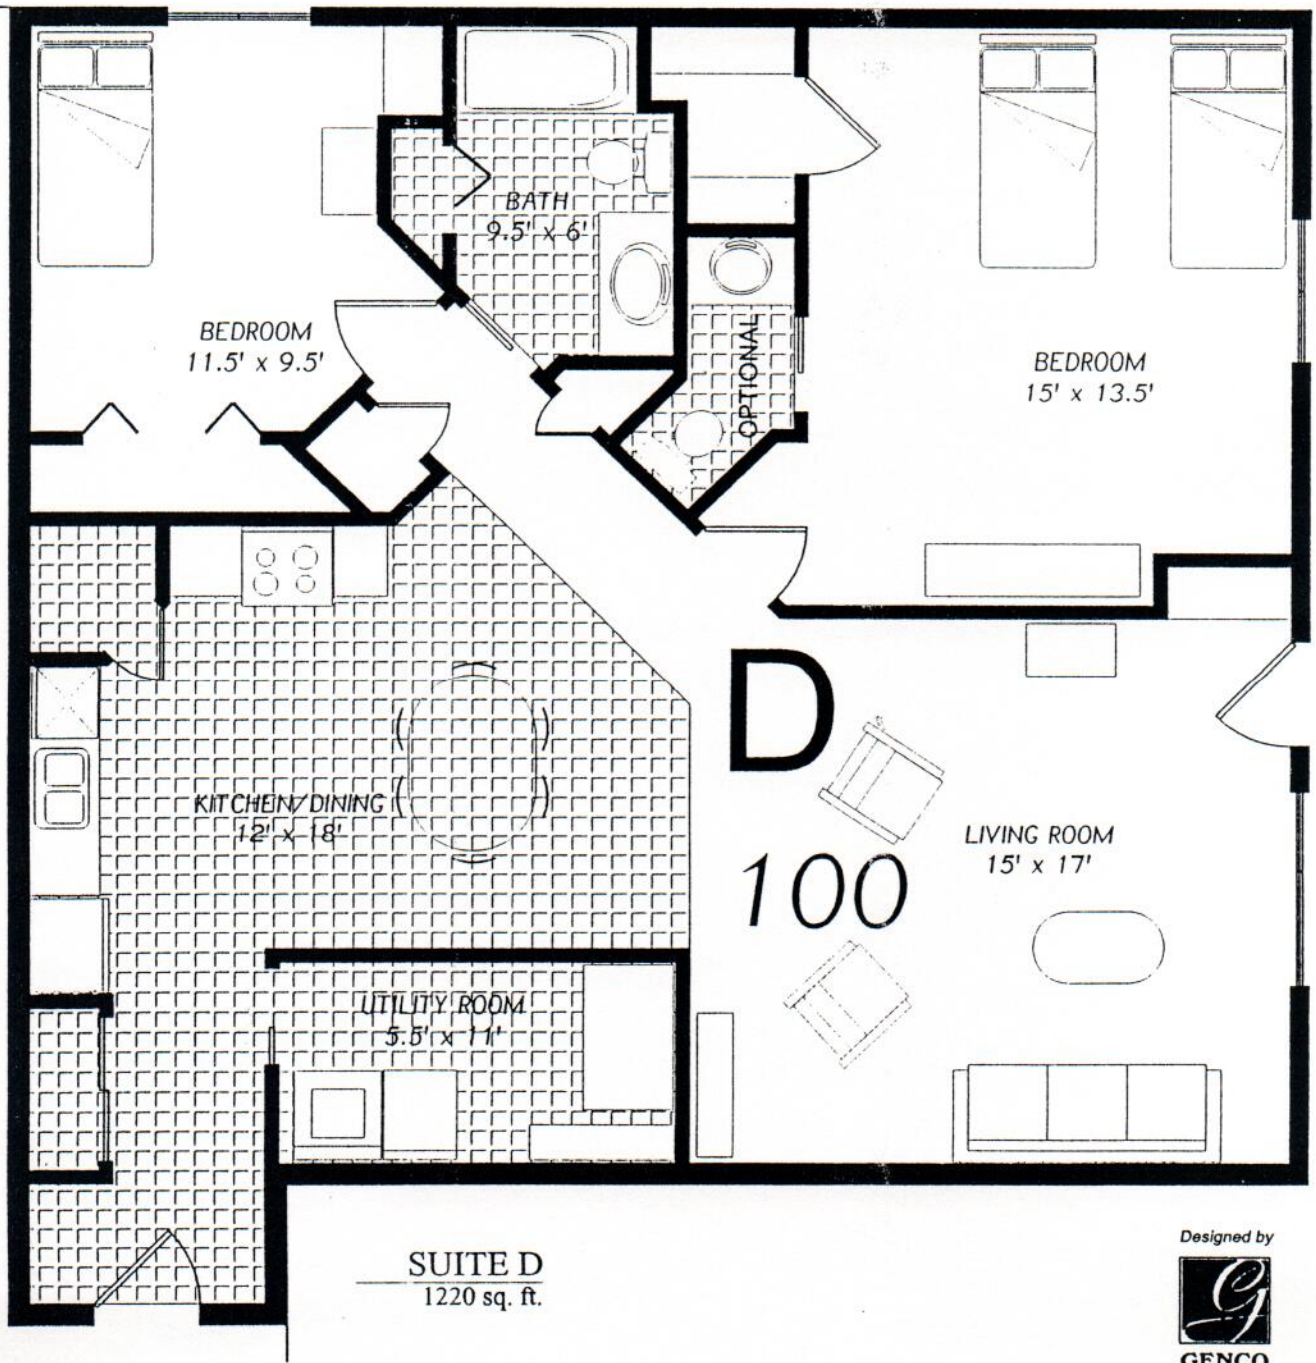 BATH
9.5' x 6'
BEDROOM
11.5' x 9.5'
OPTIONAL
BEDROOM
15' x 13.5'
D
100
KITCHEN/DINING
12' x 18'
LIVING ROOM
15' x 17'
UTILITY ROOM
5.5' x 11'
SUITE D
1220 sq. ft.
Designed by
G
GENCO